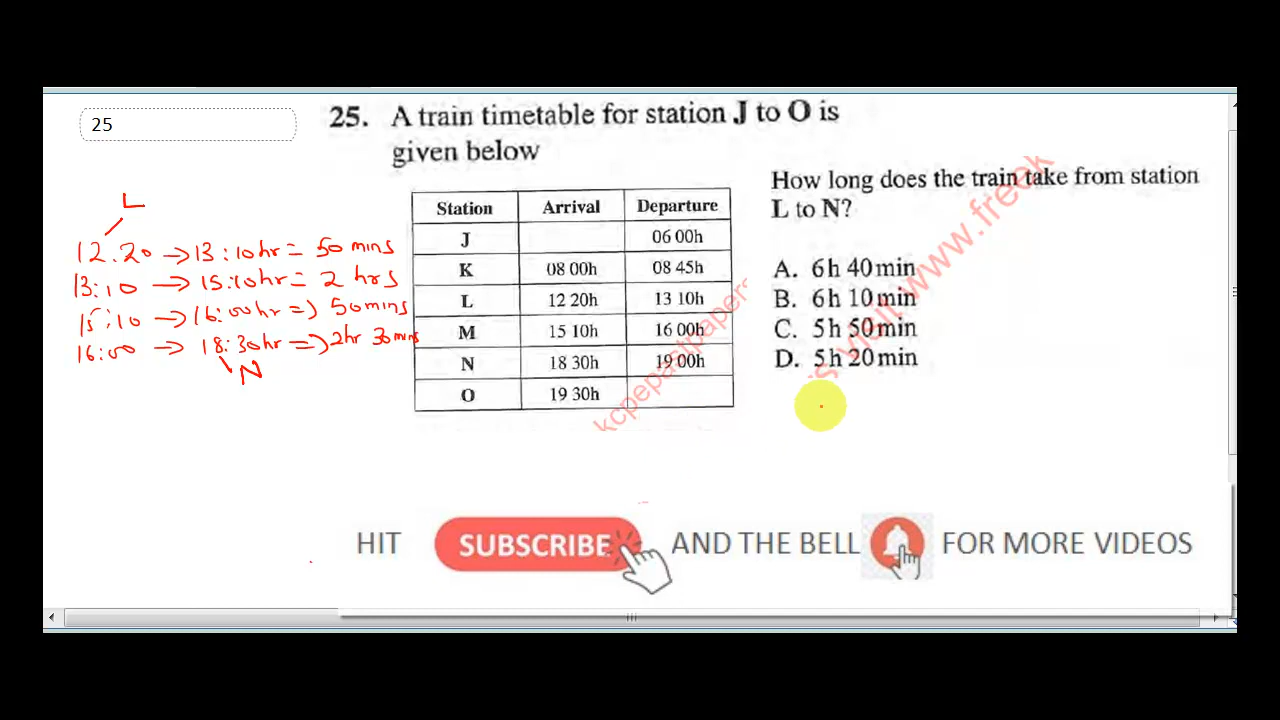 25
25. A train timetable for station J to O is
given below
How long does the train take from station
L to N?
Station Arrival Departure
J 06 00h
K 08 00h 08 45h
L 12 20h 13 10h
M 15 10h 16 00h
N 18 30h 19 00h
O 19 30h
A. 6 h 40 min
B. 6 h 10 min
C. 5 h 50 min
D. 5 h 20 min
L
12:20 → 13:10hr = 50 mins
13:10 → 15:10hr = 2 hrs
15:10 → 16:00hr => 50mins
16:00 → 18:30hr => 2hr 30mins
N
kcpepastpapers
s visit www.freek
HIT SUBSCRIBE AND THE BELL FOR MORE VIDEOS